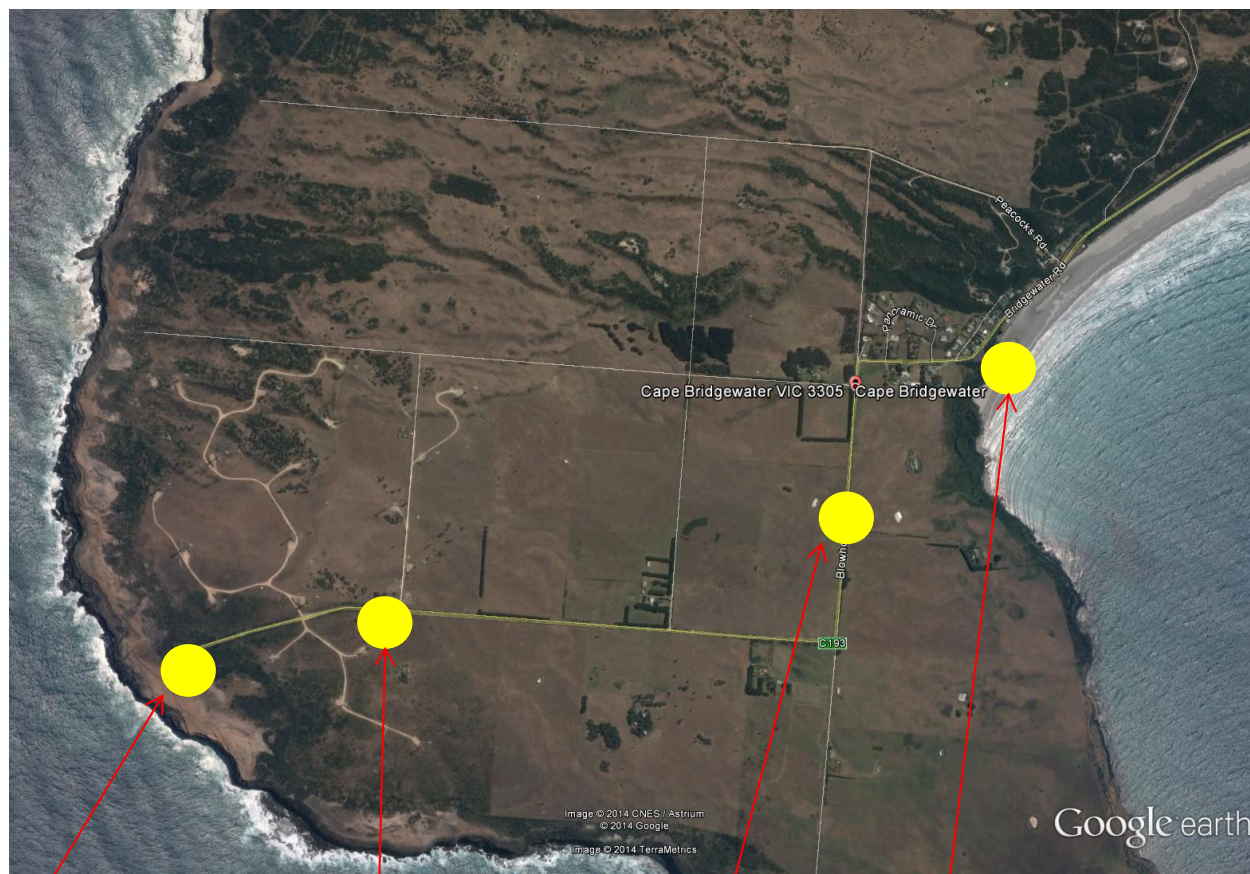 Peacocks Rd
Bridgewater Rd
Panoramic Dr
Cape Bridgewater VIC 3305
Cape Bridgewater
Blowho
C193
Image © 2014 CNES / Astrium
© 2014 Google
Image © 2014 TerraMetrics
Google earth